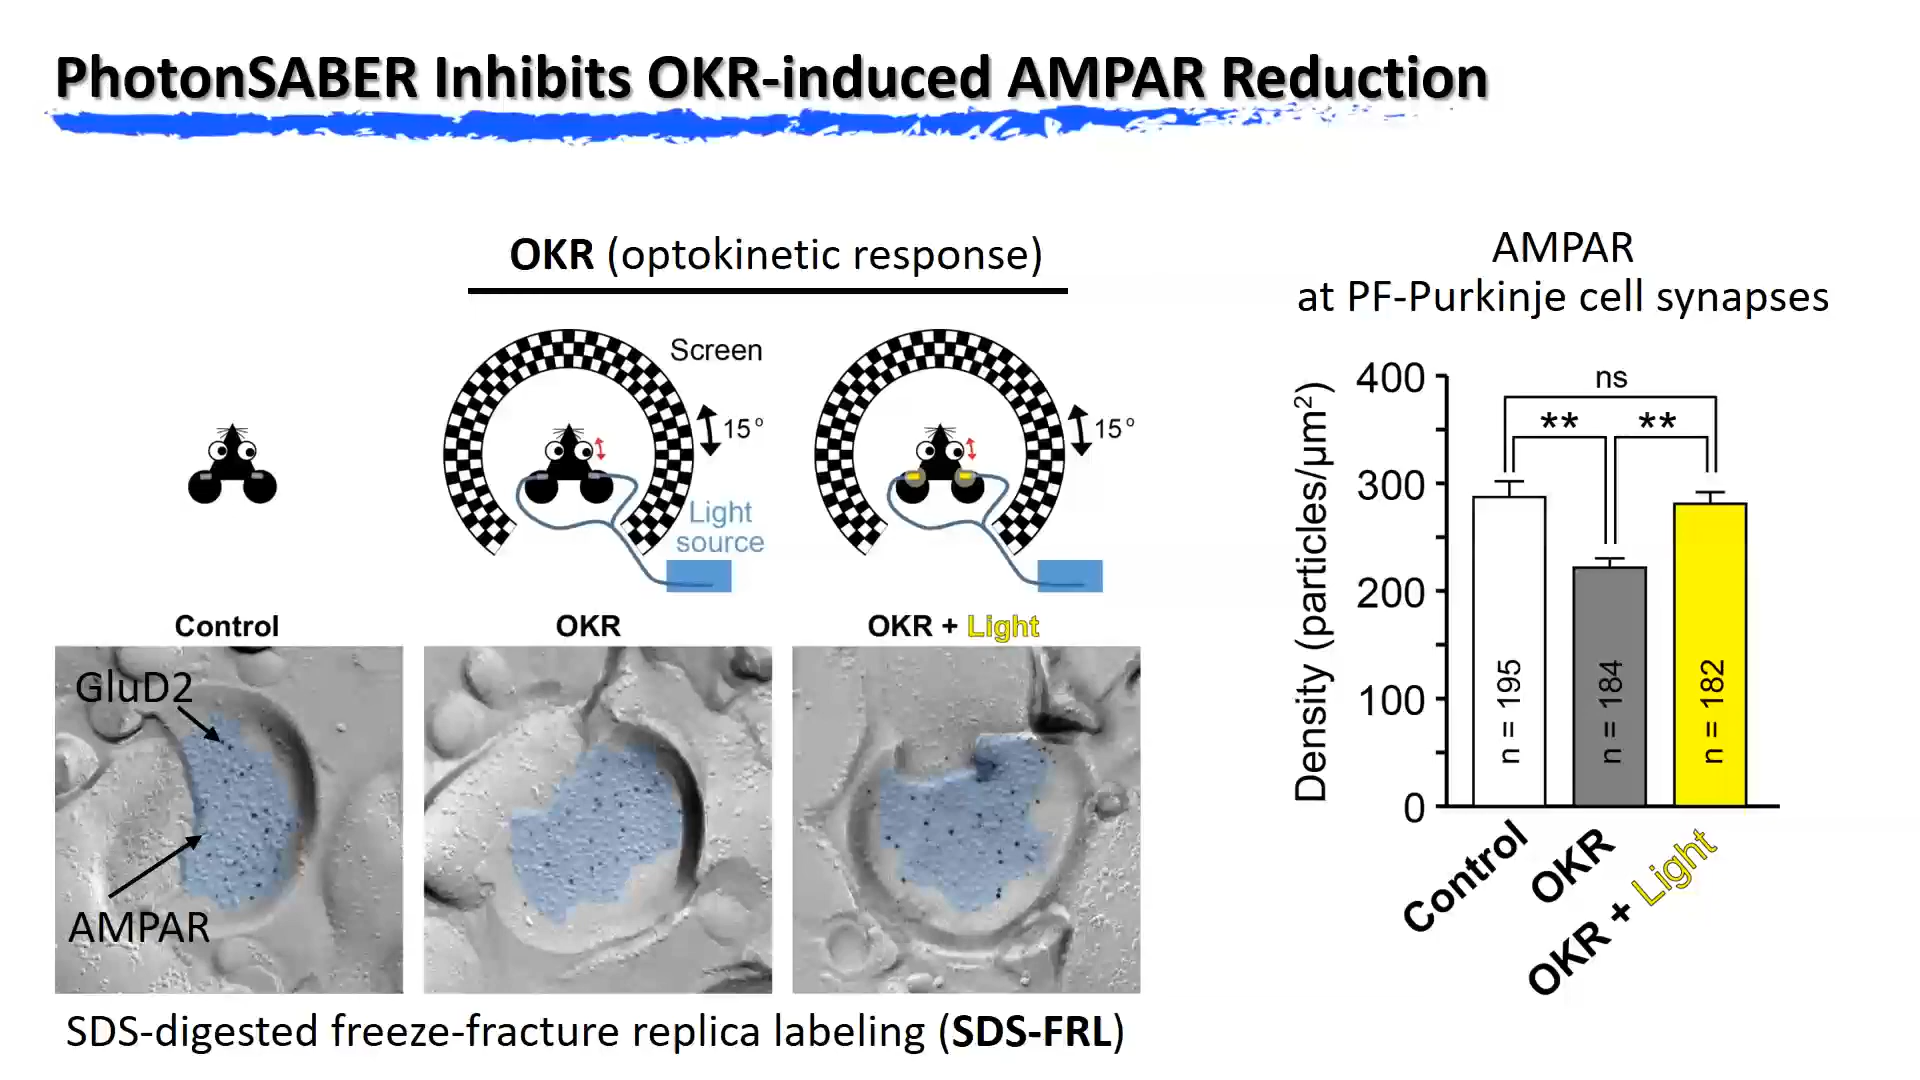 PhotonSABER Inhibits OKR-induced AMPAR Reduction
OKR (optokinetic response)
Screen
15°
Light
source
15°
Control
OKR
OKR + Light
GluD2
AMPAR
SDS-digested freeze-fracture replica labeling (SDS-FRL)
AMPAR
at PF-Purkinje cell synapses
Density (particles/μm²)
400
300
200
100
0
ns
**
**
n = 195
n = 184
n = 182
Control
OKR
OKR + Light